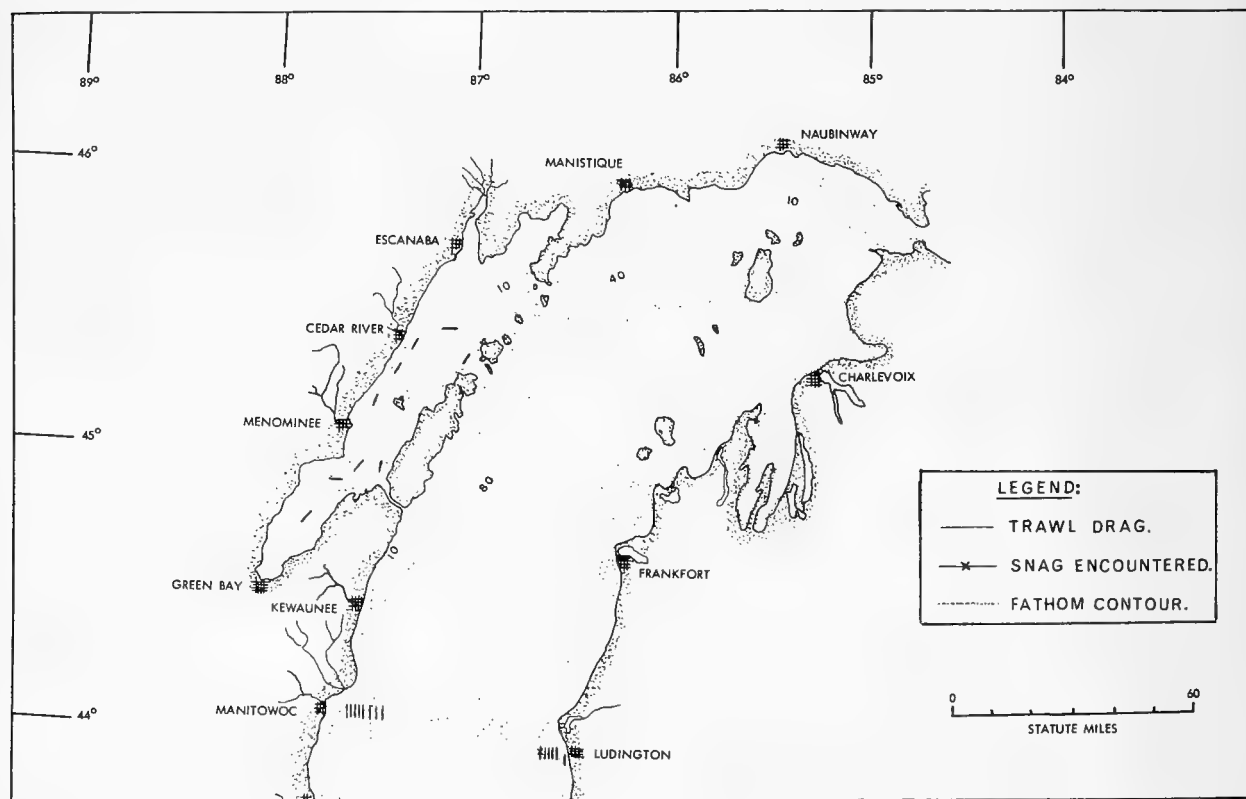 89°
88°
87°
86°
85°
84°
46°
NAUBINWAY
MANISTIQUE
10
ESCANABA
10
40
CEDAR RIVER
CHARLEVOIX
MENOMINEE
45°
80
LEGEND:
TRAWL DRAG.
SNAG ENCOUNTERED.
FATHOM CONTOUR.
10
GREEN BAY
FRANKFORT
KEWAUNEE
0
60
STATUTE MILES
MANITOWOC
44°
LUDINGTON